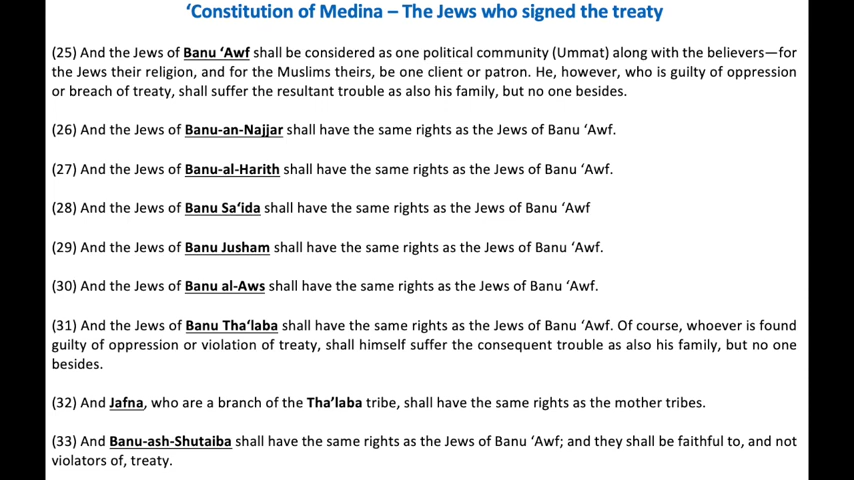 ‘Constitution of Medina – The Jews who signed the treaty
(25) And the Jews of Banu ‘Awf shall be considered as one political community (Ummat) along with the believers—for
the Jews their religion, and for the Muslims theirs, be one client or patron. He, however, who is guilty of oppression
or breach of treaty, shall suffer the resultant trouble as also his family, but no one besides.
(26) And the Jews of Banu-an-Najjar shall have the same rights as the Jews of Banu ‘Awf.
(27) And the Jews of Banu-al-Harith shall have the same rights as the Jews of Banu ‘Awf.
(28) And the Jews of Banu Sa‘ida shall have the same rights as the Jews of Banu ‘Awf
(29) And the Jews of Banu Jusham shall have the same rights as the Jews of Banu ‘Awf.
(30) And the Jews of Banu al-Aws shall have the same rights as the Jews of Banu ‘Awf.
(31) And the Jews of Banu Tha‘laba shall have the same rights as the Jews of Banu ‘Awf. Of course, whoever is found
guilty of oppression or violation of treaty, shall himself suffer the consequent trouble as also his family, but no one
besides.
(32) And Jafna, who are a branch of the Tha’laba tribe, shall have the same rights as the mother tribes.
(33) And Banu-ash-Shutaiba shall have the same rights as the Jews of Banu ‘Awf; and they shall be faithful to, and not
violators of, treaty.